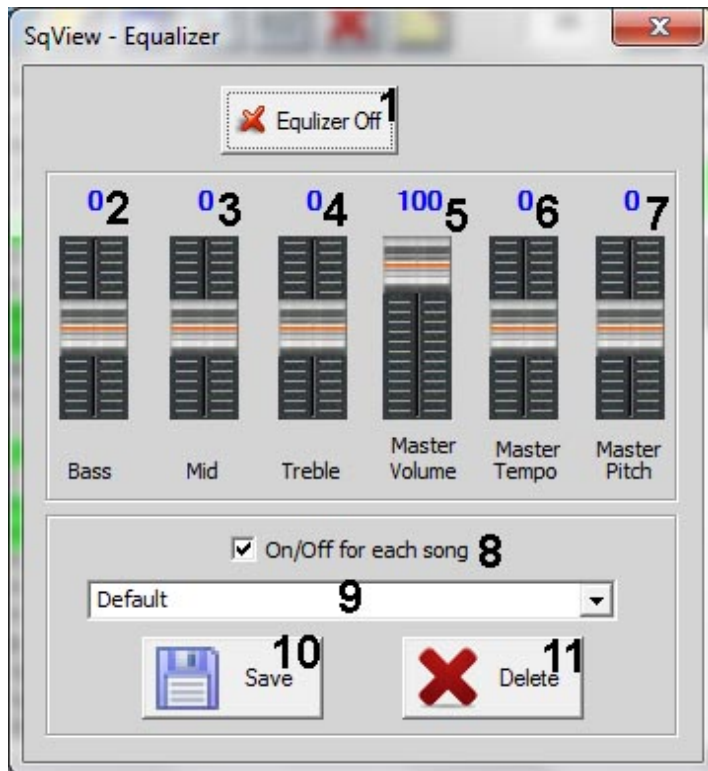 SqView - Equalizer
x
Equlizer Off 1
0 2 0 3 0 4 100 5 0 6 0 7
Bass Mid Treble Master Volume Master Tempo Master Pitch
On/Off for each song 8
Default 9
Save 10 Delete 11